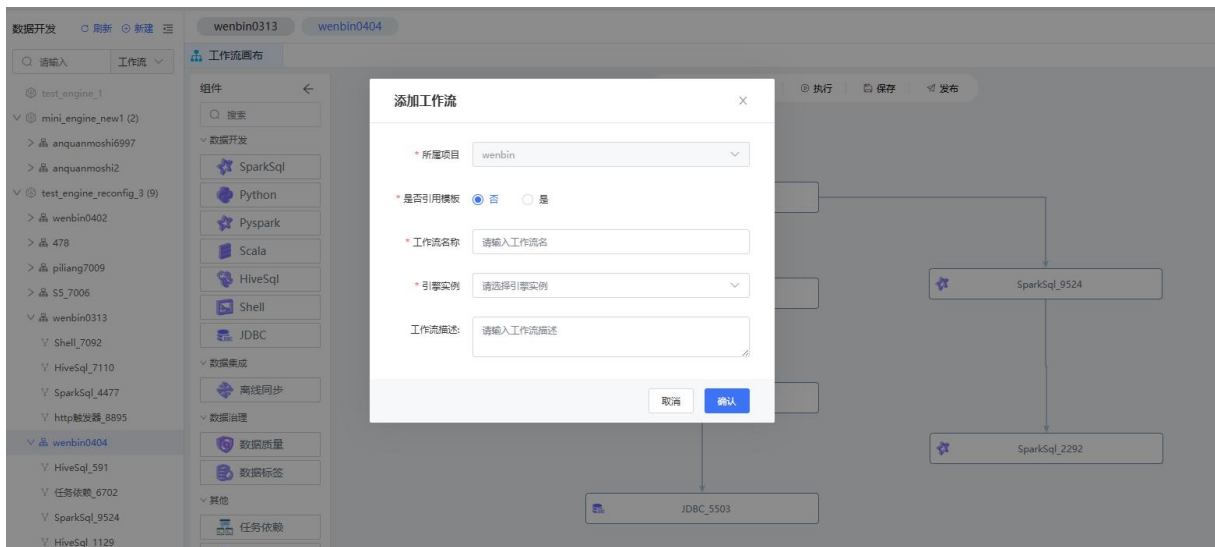 数据开发 刷新 新建
请输入 工作流
test_engine_1
mini_engine_new1 (2)
anquanmoshi6997
anquanmoshi2
test_engine_reconfig_3 (9)
wenbin0402
478
piliang7009
S5_7006
wenbin0313
Shell_7092
HiveSql_7110
SparkSql_4477
http触发器_8895
wenbin0404
HiveSql_591
任务依赖_6702
SparkSql_9524
HiveSql_1129
wenbin0313 wenbin0404
工作流画布
组件
搜索
数据开发
SparkSql
Python
Pyspark
Scala
HiveSql
Shell
JDBC
数据集成
离线同步
数据治理
数据质量
数据标签
其他
任务依赖
执行 保存 发布
添加工作流
* 所属项目 wenbin
* 是否引用模板 否 是
* 工作流名称 请输入工作流名
* 引擎实例 请选择引擎实例
工作流描述: 请输入工作流描述
取消 确认
SparkSql_9524
SparkSql_2292
JDBC_5503